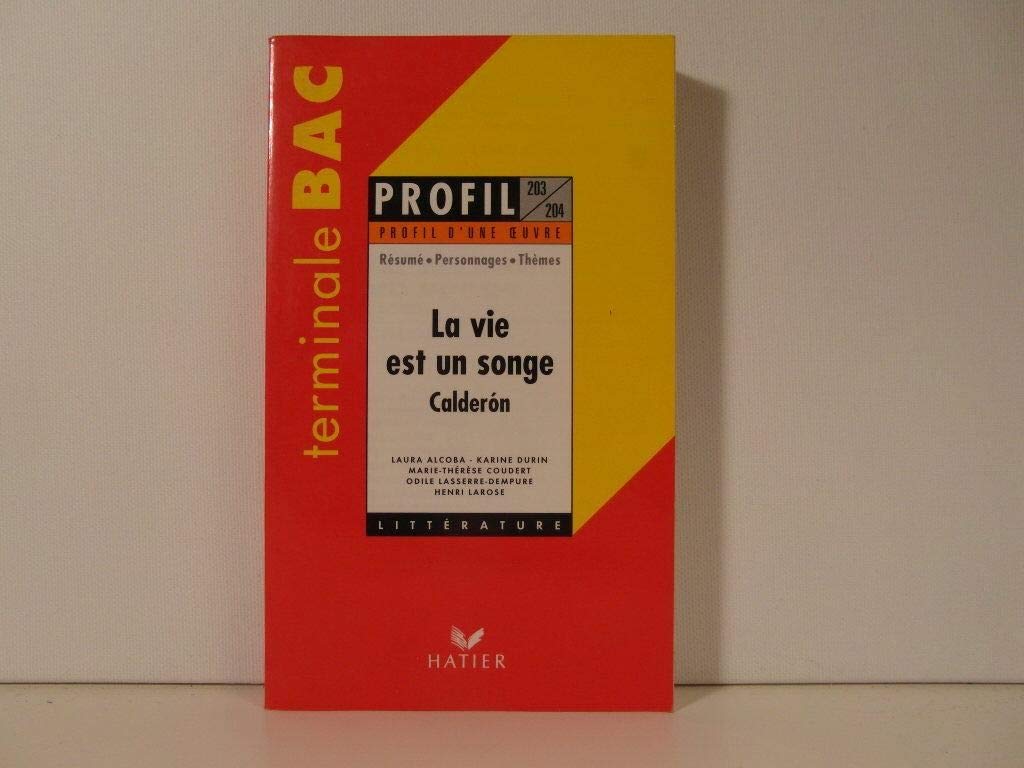 terminale BAC
PROFIL 203/204
PROFIL D'UNE ŒUVRE
Résumé • Personnages • Thèmes
La vie
est un songe
Calderón
LAURA ALCOBA - KARINE DURIN
MARIE-THÉRÈSE COUDERT
ODILE LASSERRE-DEMPURE
HENRI LAROSE
LITTÉRATURE
HATIER